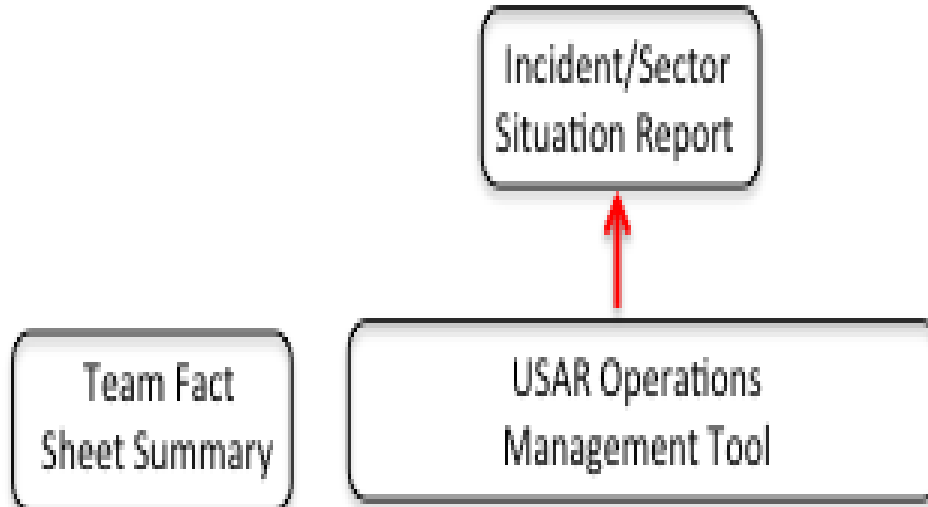 Incident/Sector
Situation Report
Team Fact
Sheet Summary
USAR Operations
Management Tool